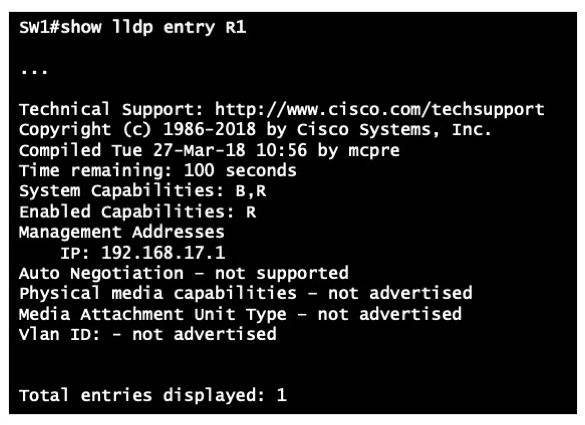 SW1#show lldp entry R1
...
Technical Support: http://www.cisco.com/techsupport
Copyright (c) 1986-2018 by Cisco Systems, Inc.
Compiled Tue 27-Mar-18 10:56 by mcpre
Time remaining: 100 seconds
System Capabilities: B,R
Enabled Capabilities: R
Management Addresses
    IP: 192.168.17.1
Auto Negotiation – not supported
Physical media capabilities – not advertised
Media Attachment Unit Type – not advertised
Vlan ID: – not advertised
Total entries displayed: 1